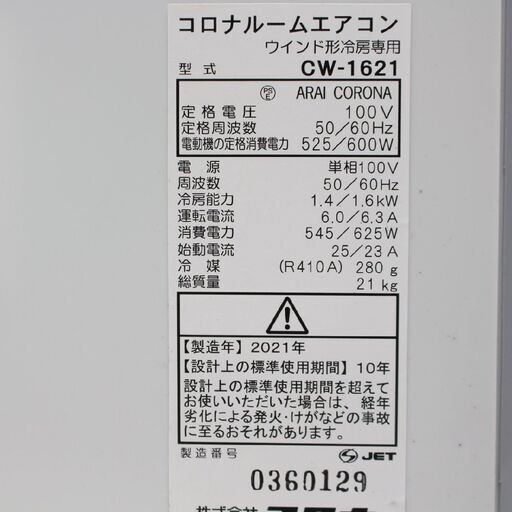 コロナルームエアコン
ウインド形冷房専用
型式 CW-1621
PSE ARAI CORONA
定格電圧 100V
定格周波数 50/60Hz
電動機の定格消費電力 525/600W
電源 単相100V
周波数 50/60Hz
冷房能力 1.4/1.6kW
運転電流 6.0/6.3A
消費電力 545/625W
始動電流 25/23A
冷媒 (R410A) 280g
総質量 21kg
【製造年】2021年
【設計上の標準使用期間】10年
設計上の標準使用期間を超えて
お使いいただいた場合は、経年
劣化による発火・けがなどの事故
に至るおそれがあります。
製造番号 JET
0360129
株式会社 コロナ